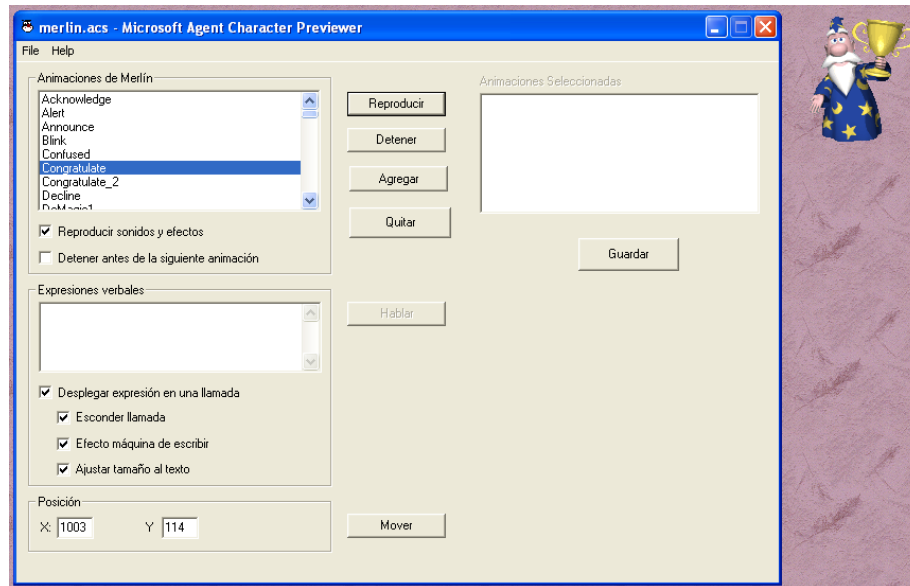 merlin.acs - Microsoft Agent Character Previewer
File Help
Animaciones de Merlín
Acknowledge
Alert
Announce
Blink
Confused
Congratulate
Congratulate_2
Decline
DoMagic1
Reproducir sonidos y efectos
Detener antes de la siguiente animación
Reproducir
Detener
Agregar
Quitar
Animaciones Seleccionadas
Guardar
Expresiones verbales
Hablar
Desplegar expresión en una llamada
Esconder llamada
Efecto máquina de escribir
Ajustar tamaño al texto
Posición
X: 1003 Y 114
Mover